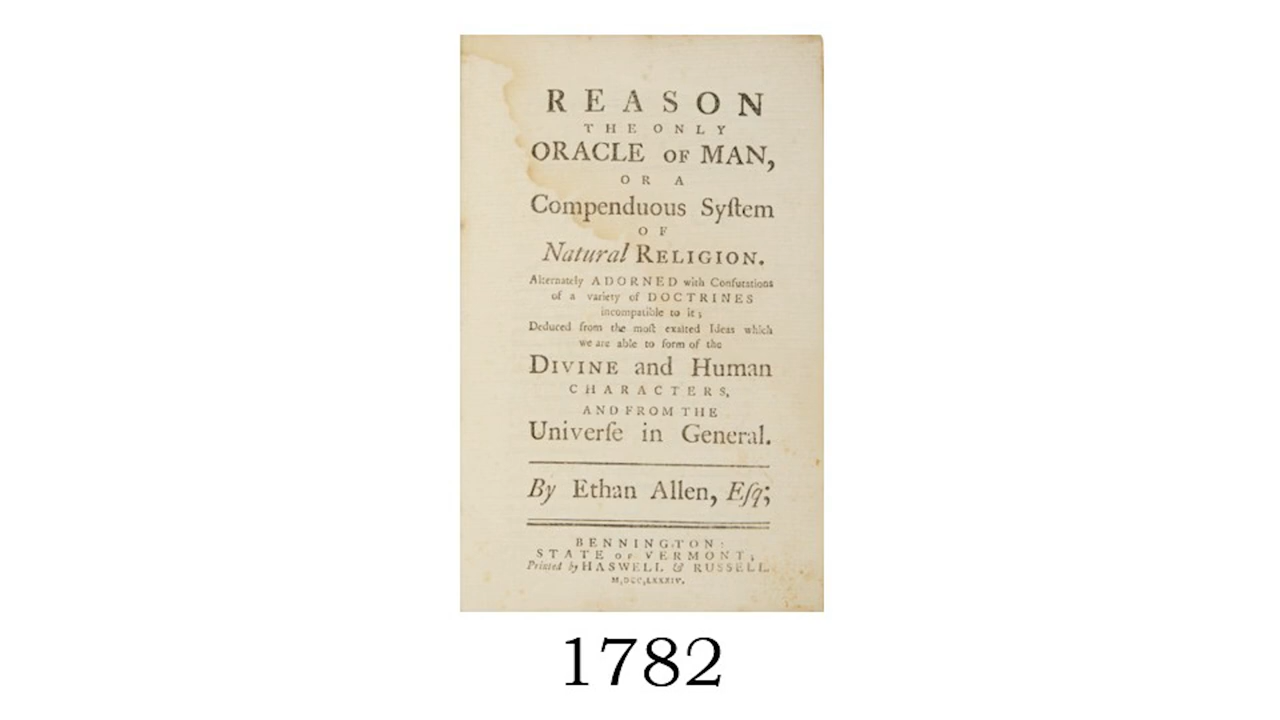 REASON
THE ONLY
ORACLE OF MAN,
OR A
Compenduous Syſtem
OF
Natural RELIGION.
Alternately ADORNED with Confutations
of a variety of DOCTRINES
incompatible to it;
Deduced from the moſt exalted Ideas which
we are able to form of the
DIVINE and Human
CHARACTERS,
AND FROM THE
Univerſe in General.
By Ethan Allen, Eſq;
BENNINGTON:
STATE OF VERMONT;
Printed by HASWELL & RUSSELL.
M,DCC,LXXXIV.
1782